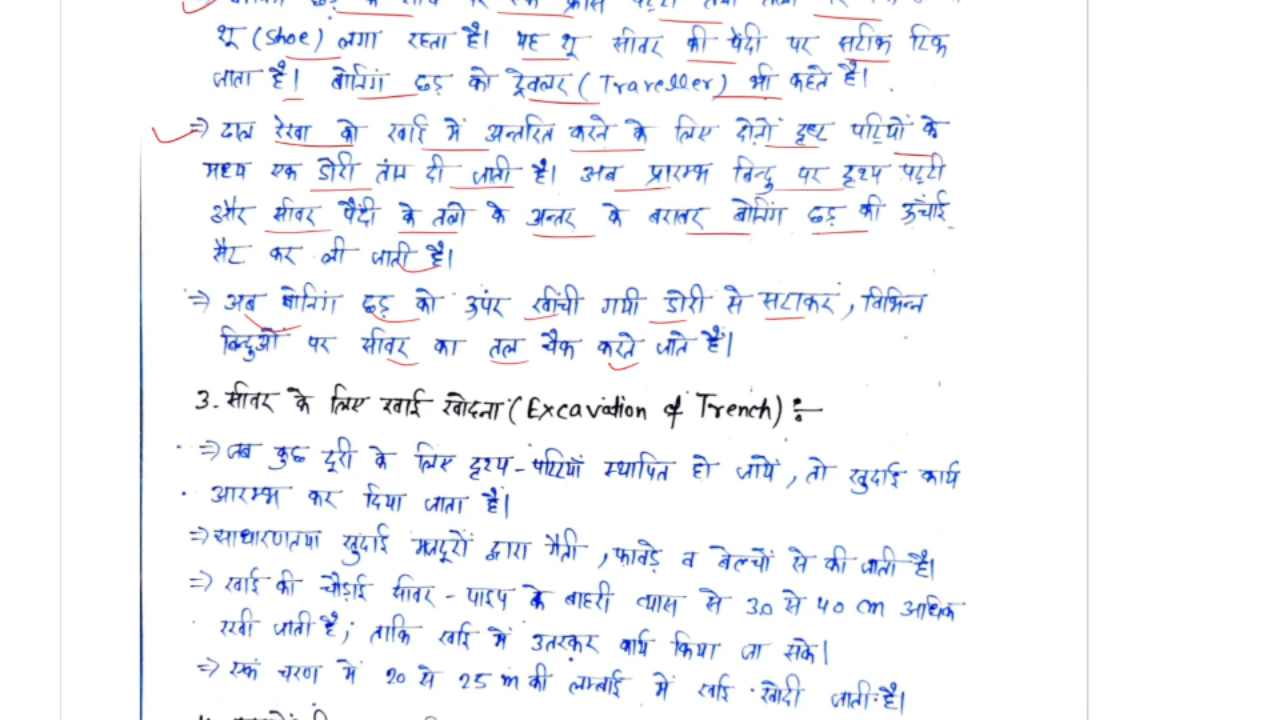 शू (Shoe) लगा रहता है। यह शू सीवर की पेंदी पर सटीक टिक
जाता है। बोनिंग छड़ को ट्रेवलर (Traveller) भी कहते है।
⇒ ढाल रेखा को खाई में अन्तरित करने के लिए दोनों दृष्ट पट्टियों के
मध्य एक डोरी तान दी जाती है। अब प्रारम्भ बिन्दु पर दृश्य पट्टी
और सीवर पैंदी के तलो के अन्तर के बराबर बोनिंग छड़ की ऊँचाई
सैट कर ली जाती है।
⇒ अब बोनिंग छड़ को उपर खींची गयी डोरी से सटाकर, विभिन्न
बिन्दुओं पर सीवर का तल चैक करते जाते हैं।
3. सीवर के लिए खाई खोदना (Excavation of Trench) :-
⇒ जब कुछ दूरी के लिए दृश्य-पट्टियाँ स्थापित हो जाये, तो खुदाई कार्य
आरम्भ कर दिया जाता है।
⇒ साधारणतया खुदाई मजदूरों द्वारा गैती, फावड़े व बेल्चों से की जाती है।
⇒ खाई की चौड़ाई सीवर - पाइप के बाहरी व्यास से 30 से 40 cm अधिक
रखी जाती है; ताकि खाई में उतरकर कार्य किया जा सके।
⇒ एक चरण में 20 से 25 m की लम्बाई में खाई खोदी जाती है।